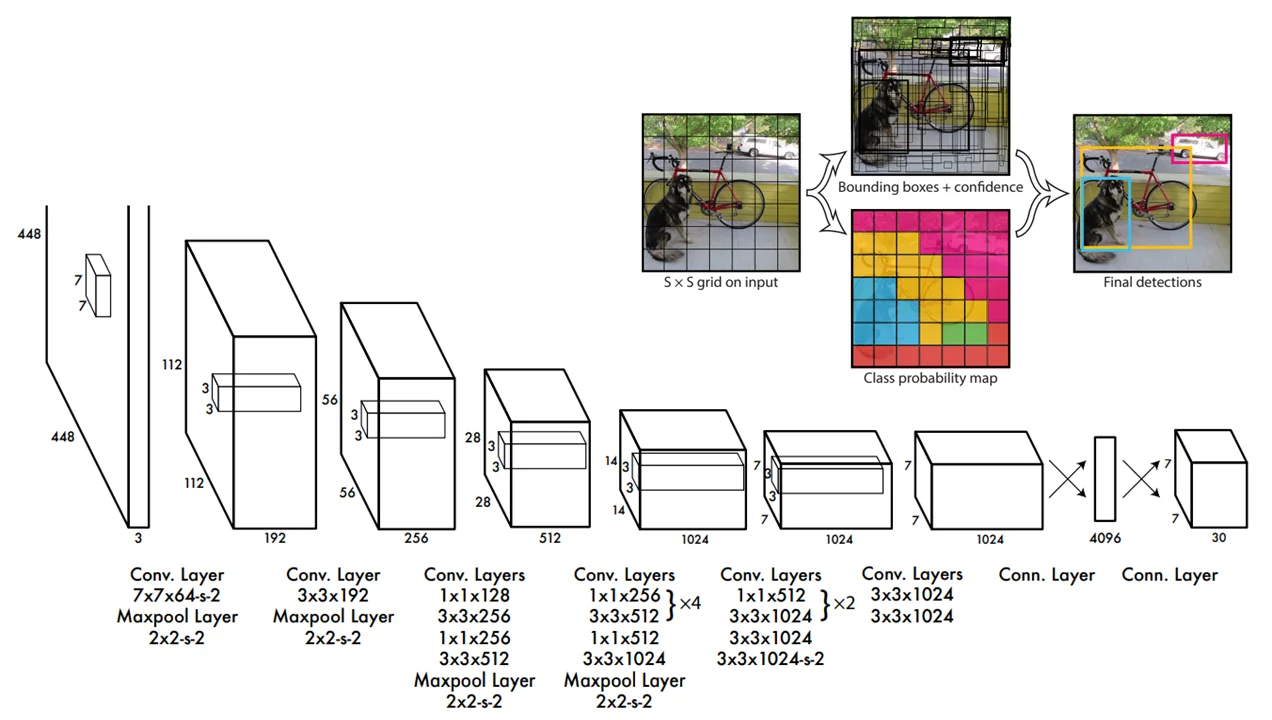 Bounding boxes + confidence
S × S grid on input
Final detections
Class probability map
448
448
7
7
3
112
112
3
3
192
56
56
3
3
256
28
28
3
3
512
14
14
3
3
1024
7
7
3
3
1024
7
7
1024
4096
7
7
30
Conv. Layer
7x7x64-s-2
Maxpool Layer
2x2-s-2
Conv. Layer
3x3x192
Maxpool Layer
2x2-s-2
Conv. Layers
1x1x128
3x3x256
1x1x256
3x3x512
Maxpool Layer
2x2-s-2
Conv. Layers
1x1x256
3x3x512
} ×4
1x1x512
3x3x1024
Maxpool Layer
2x2-s-2
Conv. Layers
1x1x512
3x3x1024
} ×2
3x3x1024
3x3x1024-s-2
Conv. Layers
3x3x1024
3x3x1024
Conn. Layer
Conn. Layer